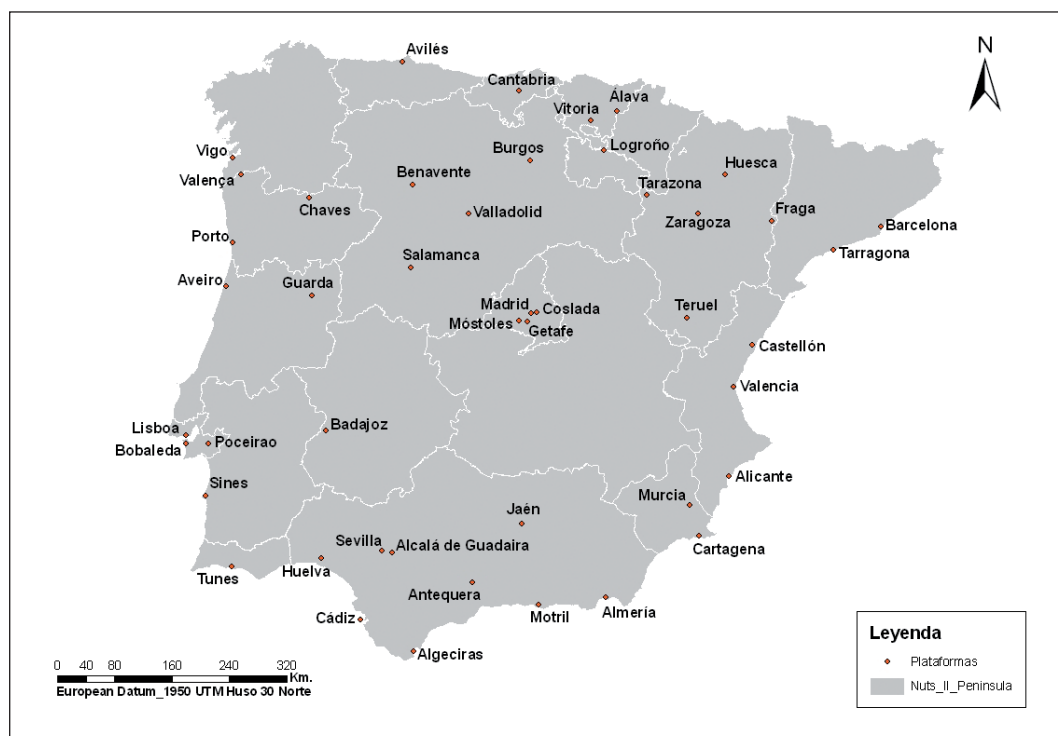 N
Avilés
Cantabria
Vitoria
Álava
Logroño
Burgos
Huesca
Vigo
Valença
Benavente
Tarazona
Chaves
Valladolid
Zaragoza
Fraga
Barcelona
Porto
Tarragona
Salamanca
Aveiro
Guarda
Madrid
Coslada
Teruel
Móstoles
Getafe
Castellón
Valencia
Lisboa
Badajoz
Bobaleda
Poceirao
Alicante
Sines
Murcia
Jaén
Sevilla
Alcalá de Guadaira
Cartagena
Tunes
Huelva
Antequera
Cádiz
Motril
Almería
Algeciras
Leyenda
Plataformas
Nuts_II_Peninsula
0 40 80 160 240 320
Km.
European Datum_1950 UTM Huso 30 Norte